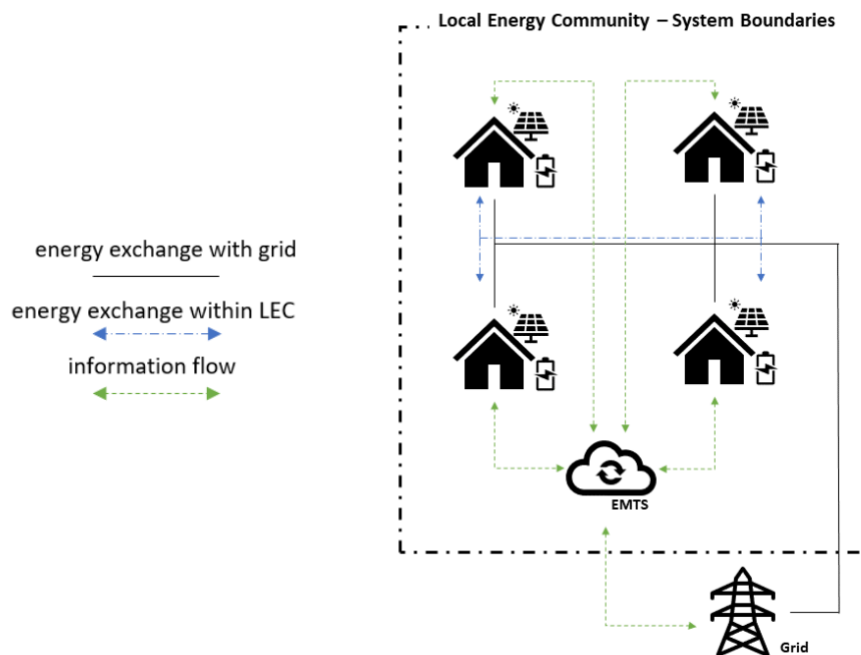 Local Energy Community – System Boundaries
energy exchange with grid
energy exchange within LEC
information flow
EMTS
Grid